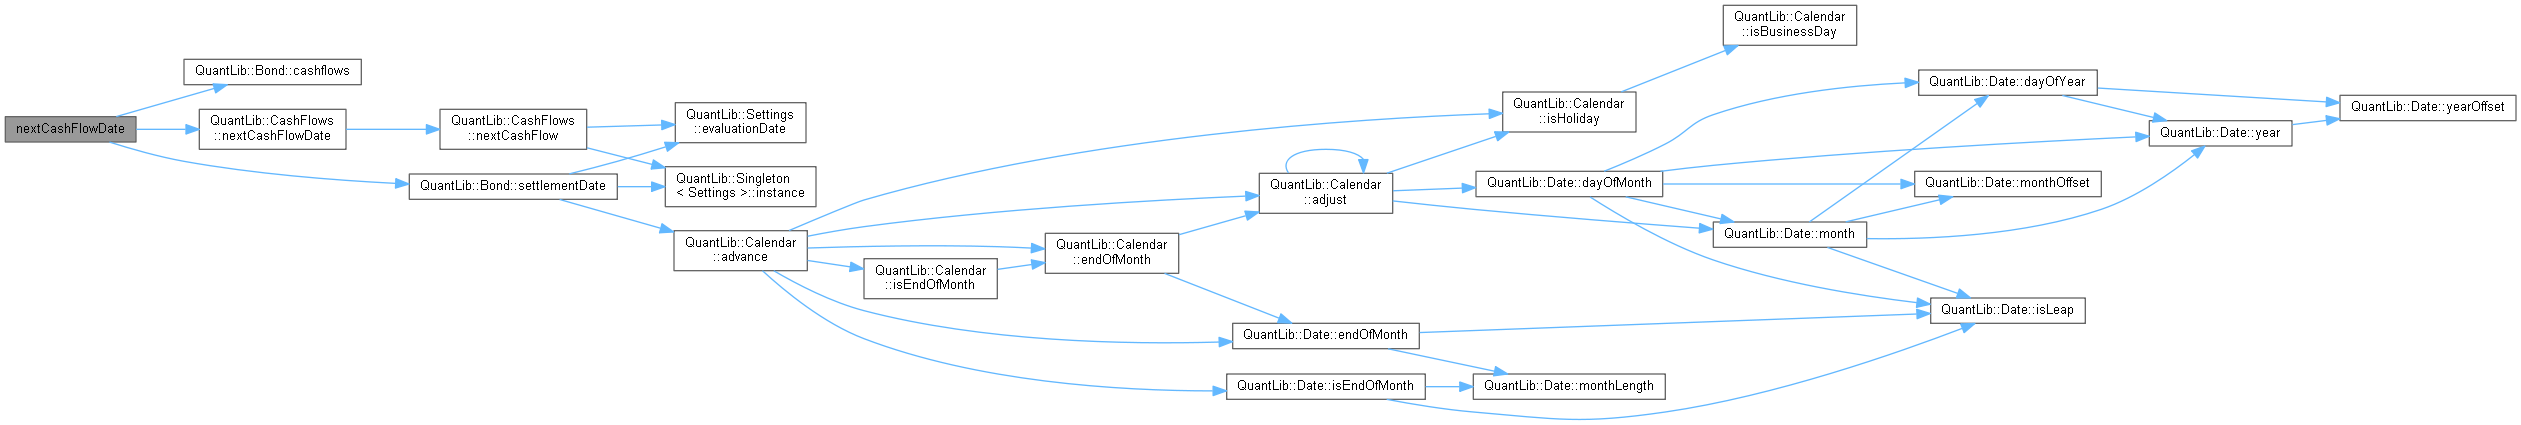 nextCashFlowDate
QuantLib::Bond::cashflows
QuantLib::CashFlows
::nextCashFlowDate
QuantLib::CashFlows
::nextCashFlow
QuantLib::Bond::settlementDate
QuantLib::Settings
::evaluationDate
QuantLib::Singleton
< Settings >::instance
QuantLib::Calendar
::advance
QuantLib::Calendar
::isEndOfMonth
QuantLib::Calendar
::endOfMonth
QuantLib::Calendar
::adjust
QuantLib::Date::endOfMonth
QuantLib::Date::isEndOfMonth
QuantLib::Calendar
::isHoliday
QuantLib::Date::dayOfMonth
QuantLib::Date::monthLength
QuantLib::Calendar
::isBusinessDay
QuantLib::Date::month
QuantLib::Date::dayOfYear
QuantLib::Date::monthOffset
QuantLib::Date::isLeap
QuantLib::Date::year
QuantLib::Date::yearOffset